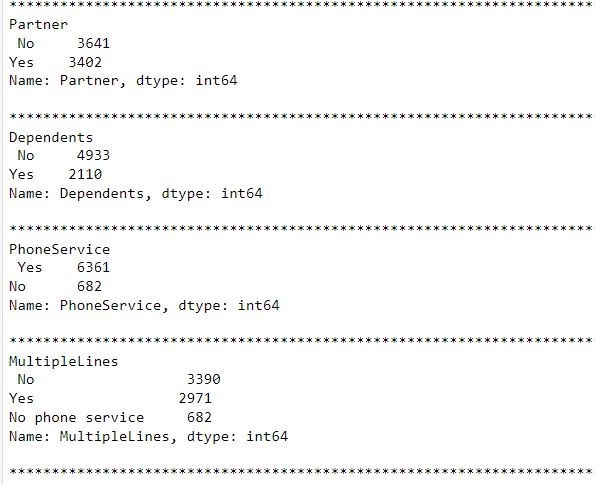 *********************************************************************
Partner
 No     3641
Yes    3402
Name: Partner, dtype: int64
*********************************************************************
Dependents
 No     4933
Yes    2110
Name: Dependents, dtype: int64
*********************************************************************
PhoneService
 Yes    6361
No      682
Name: PhoneService, dtype: int64
*********************************************************************
MultipleLines
 No                  3390
Yes                 2971
No phone service     682
Name: MultipleLines, dtype: int64
*********************************************************************